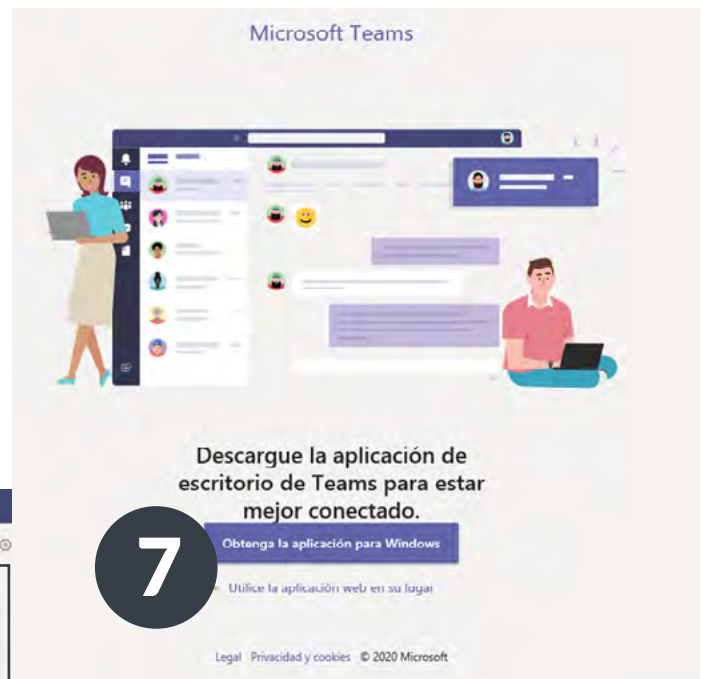 Microsoft Teams
Descargue la aplicación de
escritorio de Teams para estar
mejor conectado.
7
Obtenga la aplicación para Windows
Utilice la aplicación web en su lugar
Legal Privacidad y cookies © 2020 Microsoft